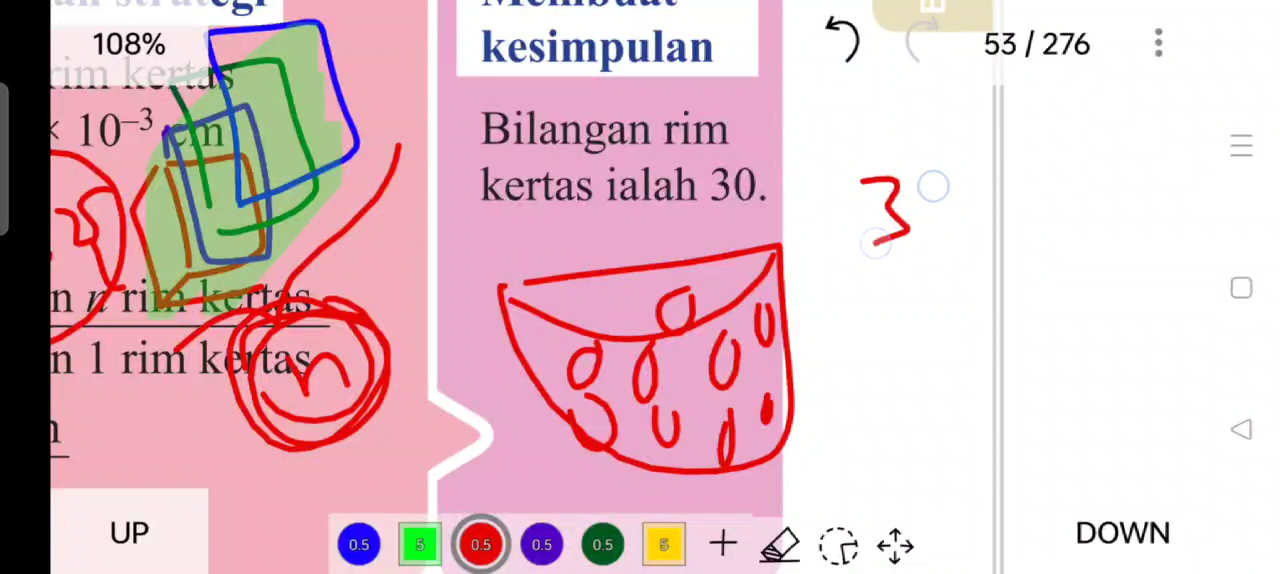 108%
kesimpulan
53 / 276
rim kertas
× 10⁻³ cm
Bilangan rim
kertas ialah 30.
3
n n rim kertas
n 1 rim kertas
n
UP
DOWN
0.5
5
0.5
0.5
0.5
5